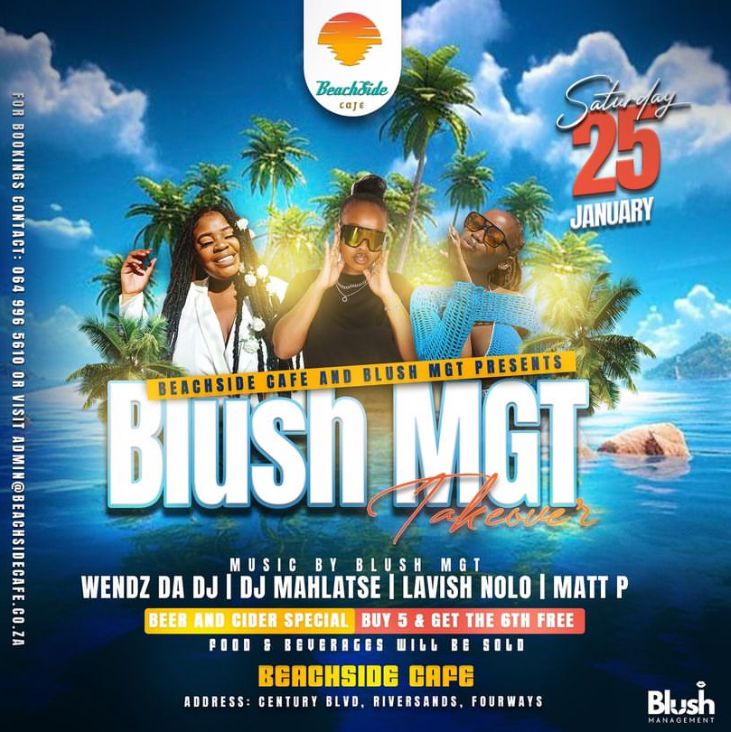 BeachSide
Cafe
Saturday
25
JANUARY
FOR BOOKINGS CONTACT: 064 996 5610 OR VISIT ADMIN@BEACHSIDECAFE.CO.ZA
BEACHSIDE CAFE AND BLUSH MGT PRESENTS
Blush MGT
Takeover
MUSIC BY BLUSH MGT
WENDZ DA DJ | DJ MAHLATSE | LAVISH NOLO | MATT P
BEER AND CIDER SPECIAL BUY 5 & GET THE 6TH FREE
FOOD & BEVERAGES WILL BE SOLD
BEACHSIDE CAFE
ADDRESS: CENTURY BLVD, RIVERSANDS, FOURWAYS
Blush
MANAGEMENT